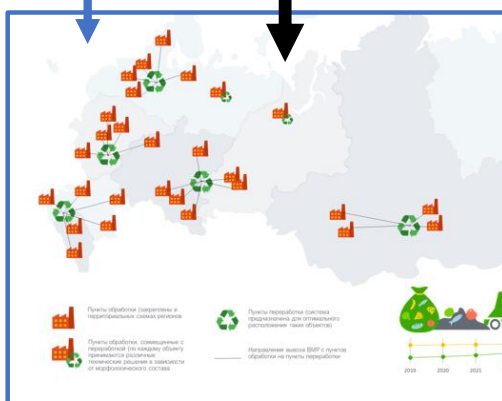 Пункты обработки (закреплены в
территориальных схемах регионов
Пункты обработки, совмещенные с
переработкой (по каждому объекту
принимаются различные
технические решения в зависимости
от морфологического состава)
Пункты переработки (система
предназначена для оптимального
расположения таких объектов)
Направления вывоза ВМР с пунктов
обработки на пункты переработки
2019 2020 2021